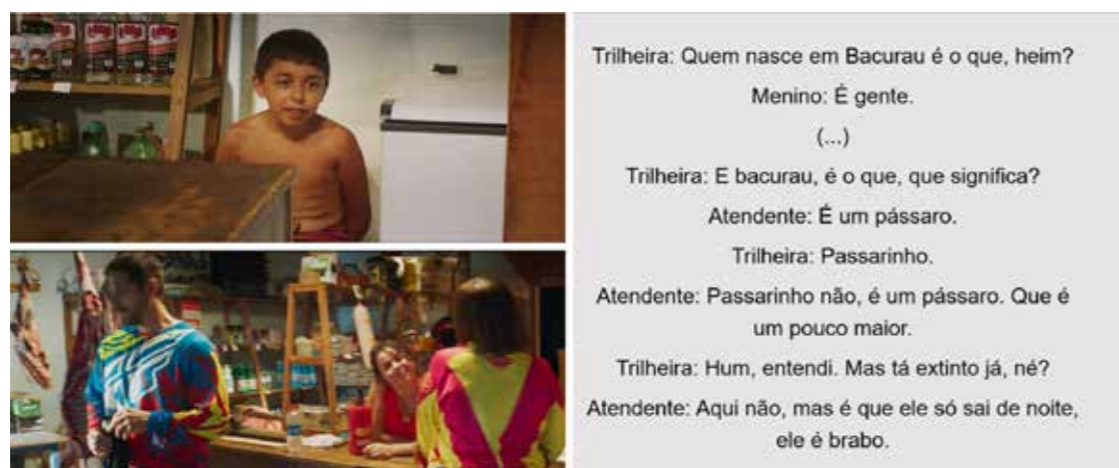 Trilheira: Quem nasce em Bacurau é o que, heim?
Menino: É gente.
(...)
Trilheira: E bacurau, é o que, que significa?
Atendente: É um pássaro.
Trilheira: Passarinho.
Atendente: Passarinho não, é um pássaro. Que é
um pouco maior.
Trilheira: Hum, entendi. Mas tá extinto já, né?
Atendente: Aqui não, mas é que ele só sai de noite,
ele é brabo.